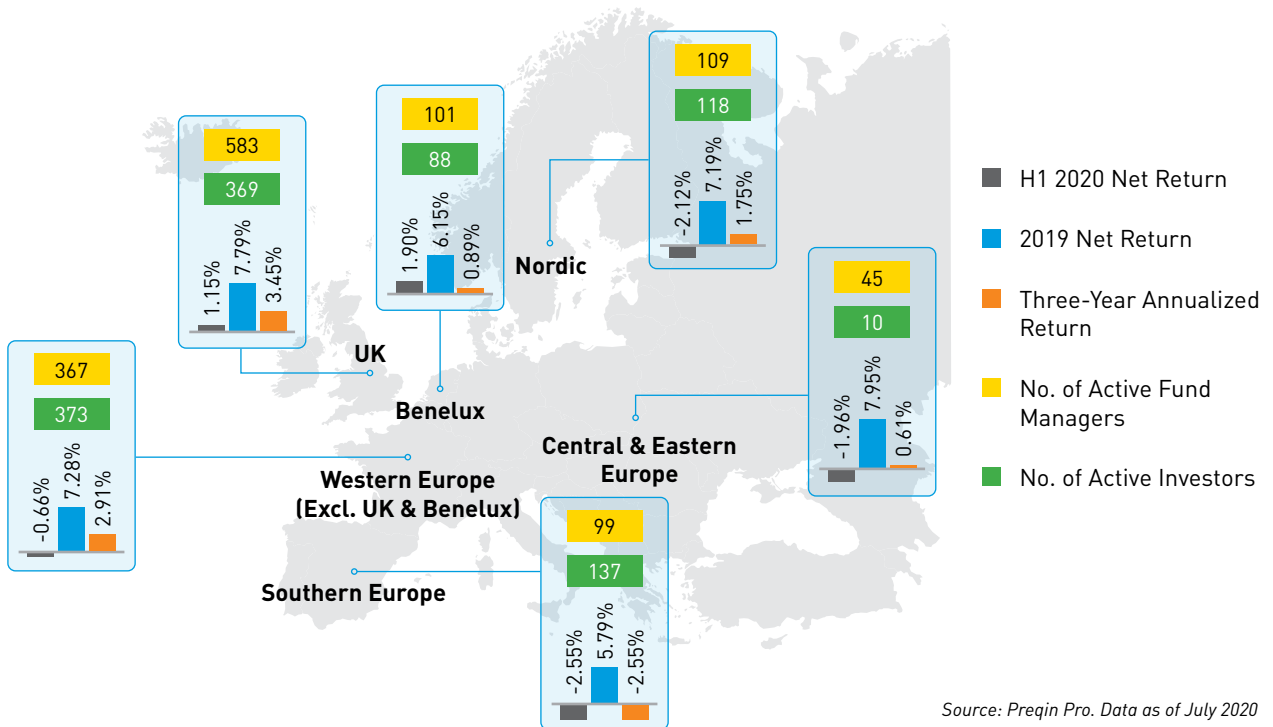 109
118
-2.12%
7.19%
1.75%
Nordic
101
88
1.90%
6.15%
0.89%
Benelux
583
369
1.15%
7.79%
3.45%
UK
367
373
-0.66%
7.28%
2.91%
Western Europe
(Excl. UK & Benelux)
45
10
-1.96%
7.95%
0.61%
Central & Eastern
Europe
99
137
-2.55%
5.79%
-2.55%
Southern Europe
H1 2020 Net Return
2019 Net Return
Three-Year Annualized
Return
No. of Active Fund
Managers
No. of Active Investors
Source: Preqin Pro. Data as of July 2020